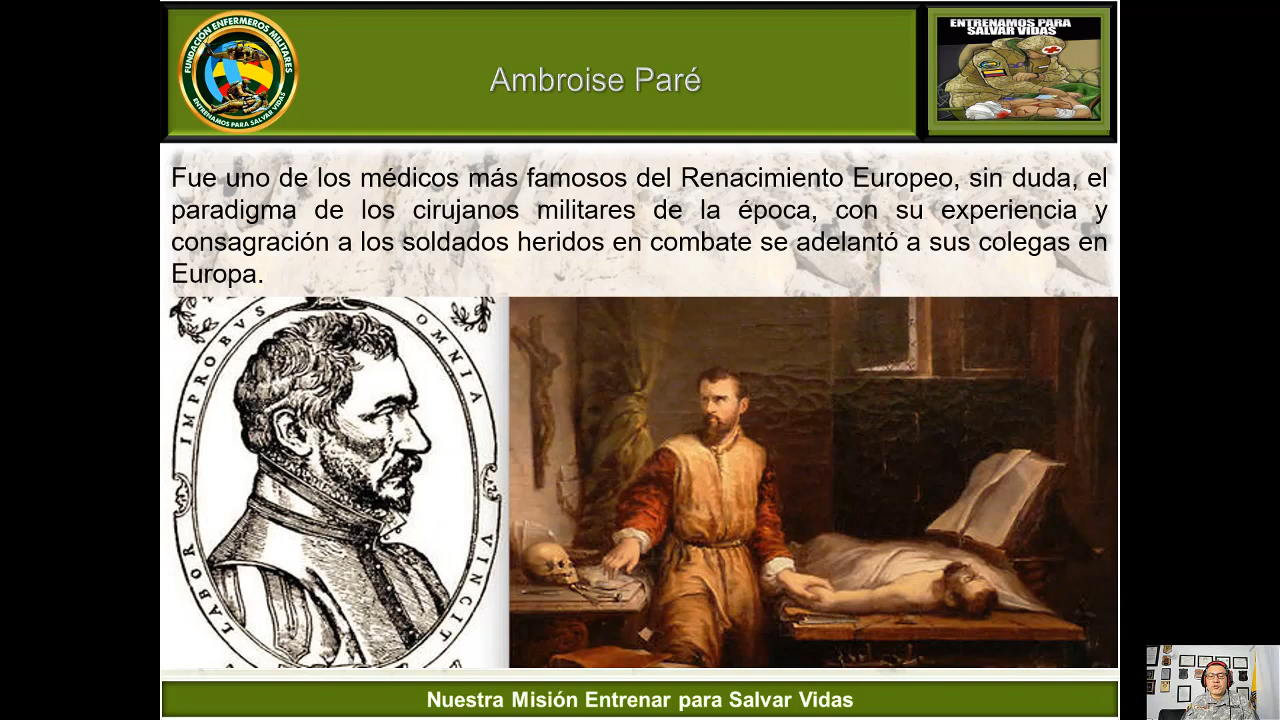 FUNDACIÓN ENFERMEROS MILITARES
ENTRENAMOS PARA SALVAR VIDAS
Ambroise Paré
ENTRENAMOS PARA
SALVAR VIDAS
Fue uno de los médicos más famosos del Renacimiento Europeo, sin duda, el
paradigma de los cirujanos militares de la época, con su experiencia y
consagración a los soldados heridos en combate se adelantó a sus colegas en
Europa.
LABOR IMPROBVS OMNIA VINCIT
Nuestra Misión Entrenar para Salvar Vidas